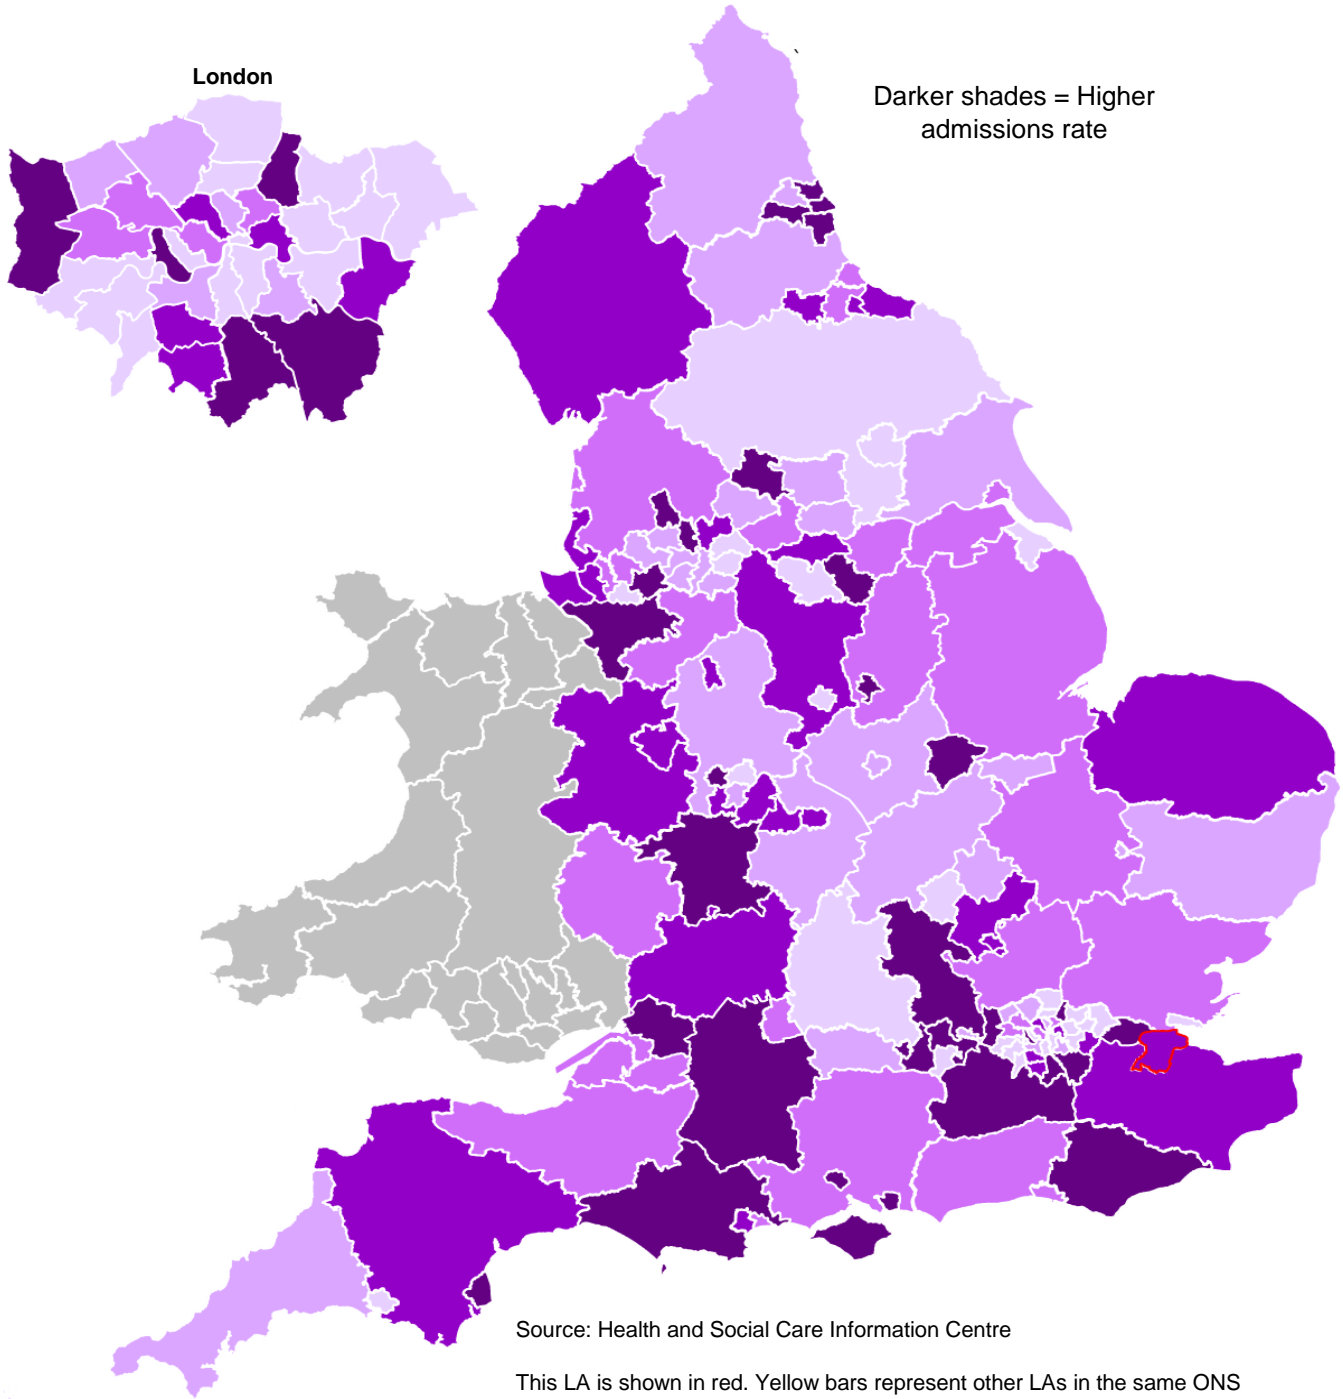 London
Darker shades = Higher
admissions rate
Source: Health and Social Care Information Centre
This LA is shown in red. Yellow bars represent other LAs in the same ONS